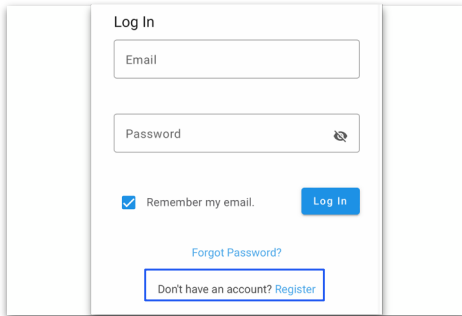 Log In
Email
Password
Remember my email.
Log In
Forgot Password?
Don't have an account? Register